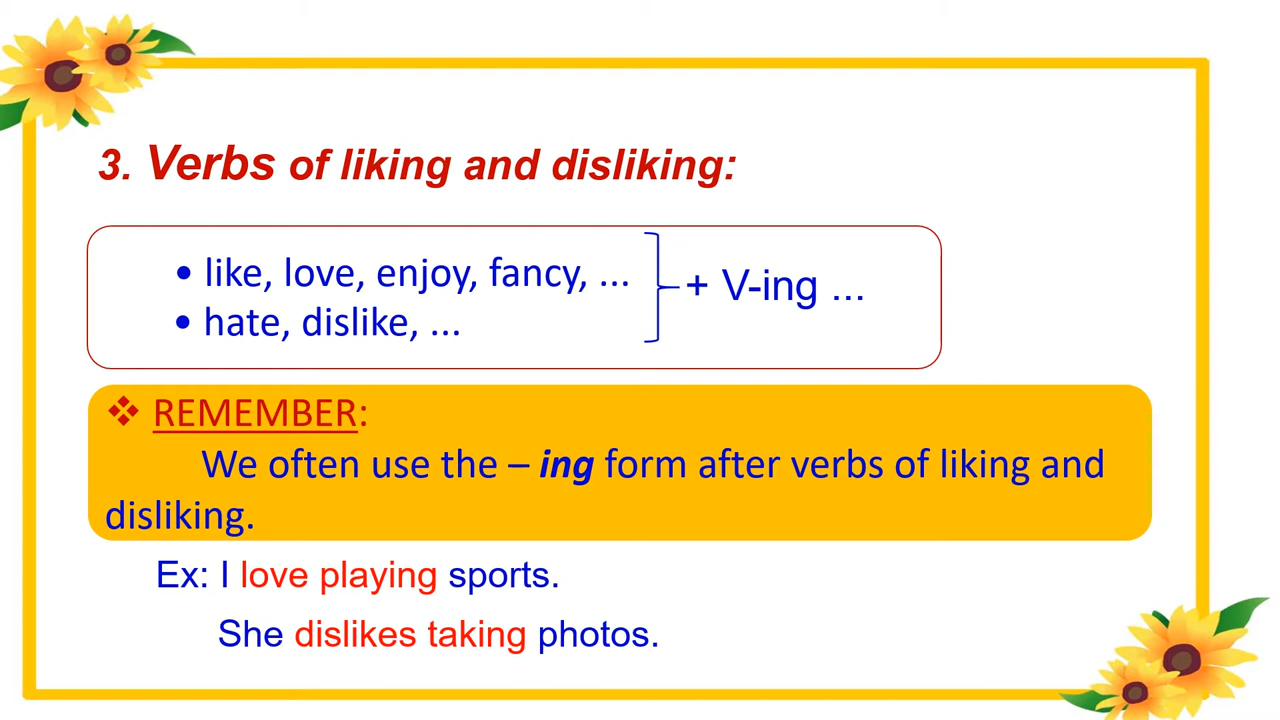 3. Verbs of liking and disliking:
• like, love, enjoy, fancy, ...
• hate, dislike, ...
+ V-ing ...
❖ REMEMBER:
We often use the – ing form after verbs of liking and
disliking.
Ex: I love playing sports.
She dislikes taking photos.